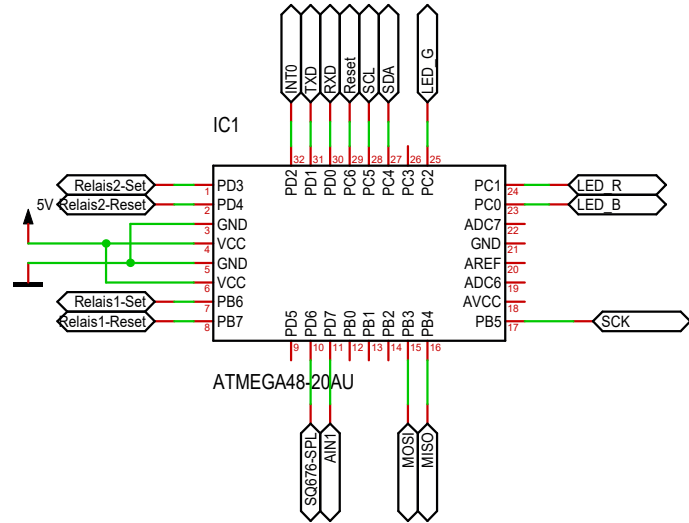 INT0
TXD
RXD
Reset
SCL
SDA
LED_G
IC1
32 31 30 29 28 27 26 25
PD2 PD1 PD0 PC6 PC5 PC4 PC3 PC2
Relais2-Set 1 PD3
Relais2-Reset 2 PD4
5V
3 GND
4 VCC
5 GND
6 VCC
Relais1-Set 7 PB6
Relais1-Reset 8 PB7
PC1 24 LED_R
PC0 23 LED_B
ADC7 22
GND 21
AREF 20
ADC6 19
AVCC 18
PB5 17 SCK
PD5 PD6 PD7 PB0 PB1 PB2 PB3 PB4
9 10 11 12 13 14 15 16
ATMEGA48-20AU
SQ676-SPL
AIN1
MOSI
MISO